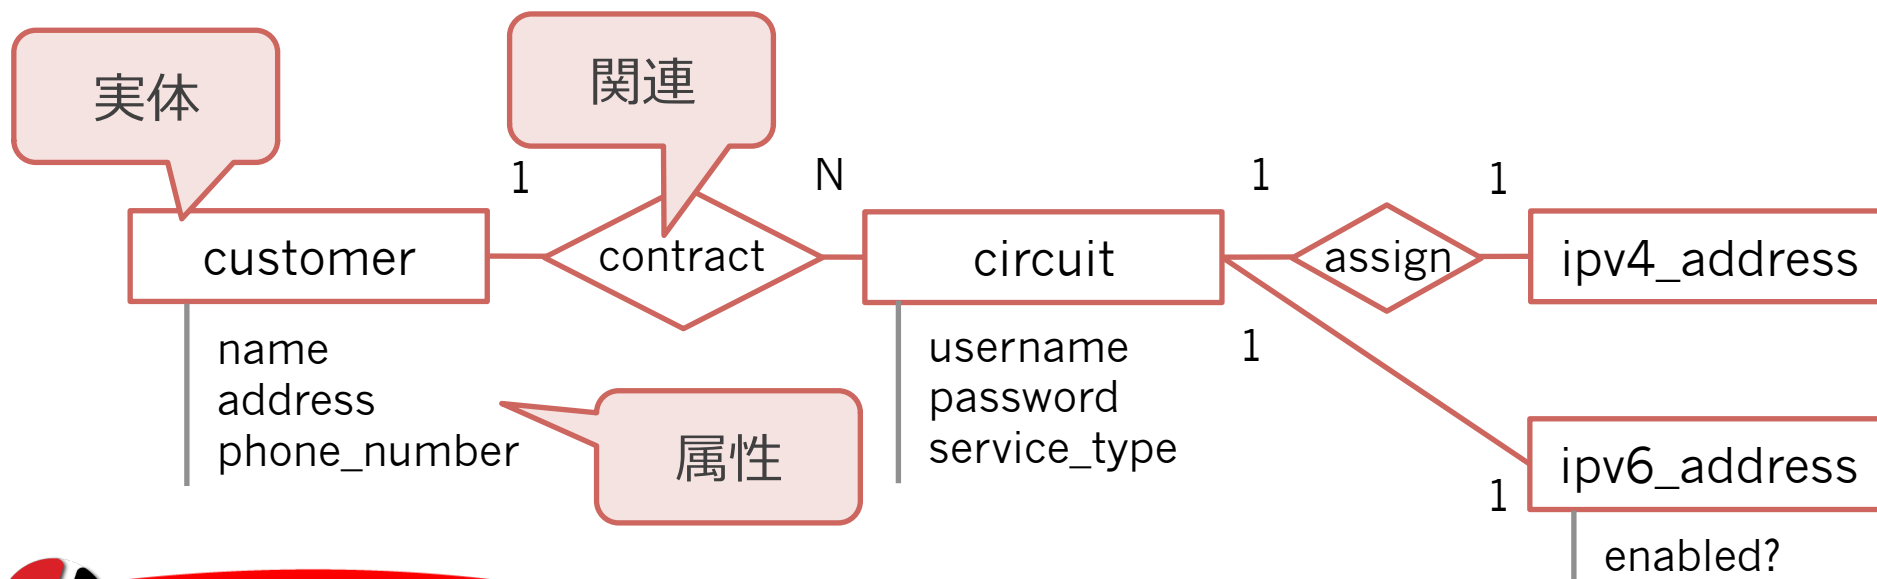 実体
関連
1
N
1
1
customer
contract
circuit
assign
ipv4_address
name
address
phone_number
属性
username
password
service_type
1
1
ipv6_address
enabled?